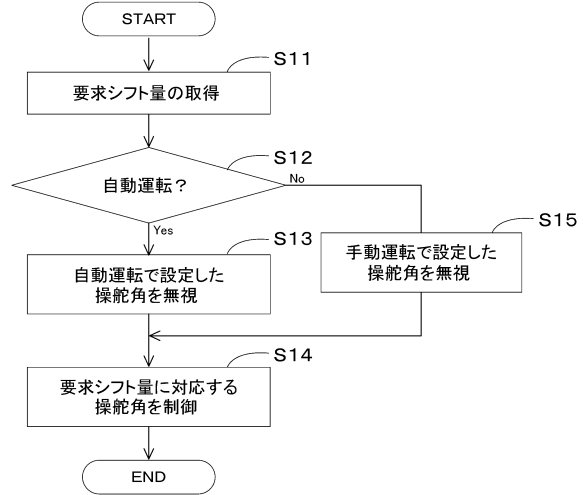 START
S11
要求シフト量の取得
S12
自動運転?
No
Yes
S13
自動運転で設定した
操舵角を無視
S15
手動運転で設定した
操舵角を無視
S14
要求シフト量に対応する
操舵角を制御
END